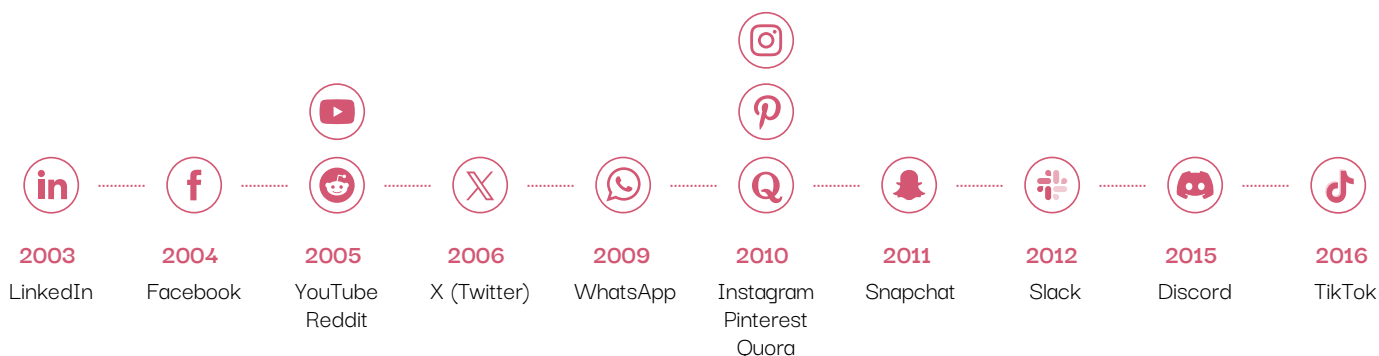 in
2003
LinkedIn
f
2004
Facebook
2005
YouTube
Reddit
X
2006
X (Twitter)
2009
WhatsApp
Q
2010
Instagram
Pinterest
Quora
2011
Snapchat
2012
Slack
2015
Discord
2016
TikTok